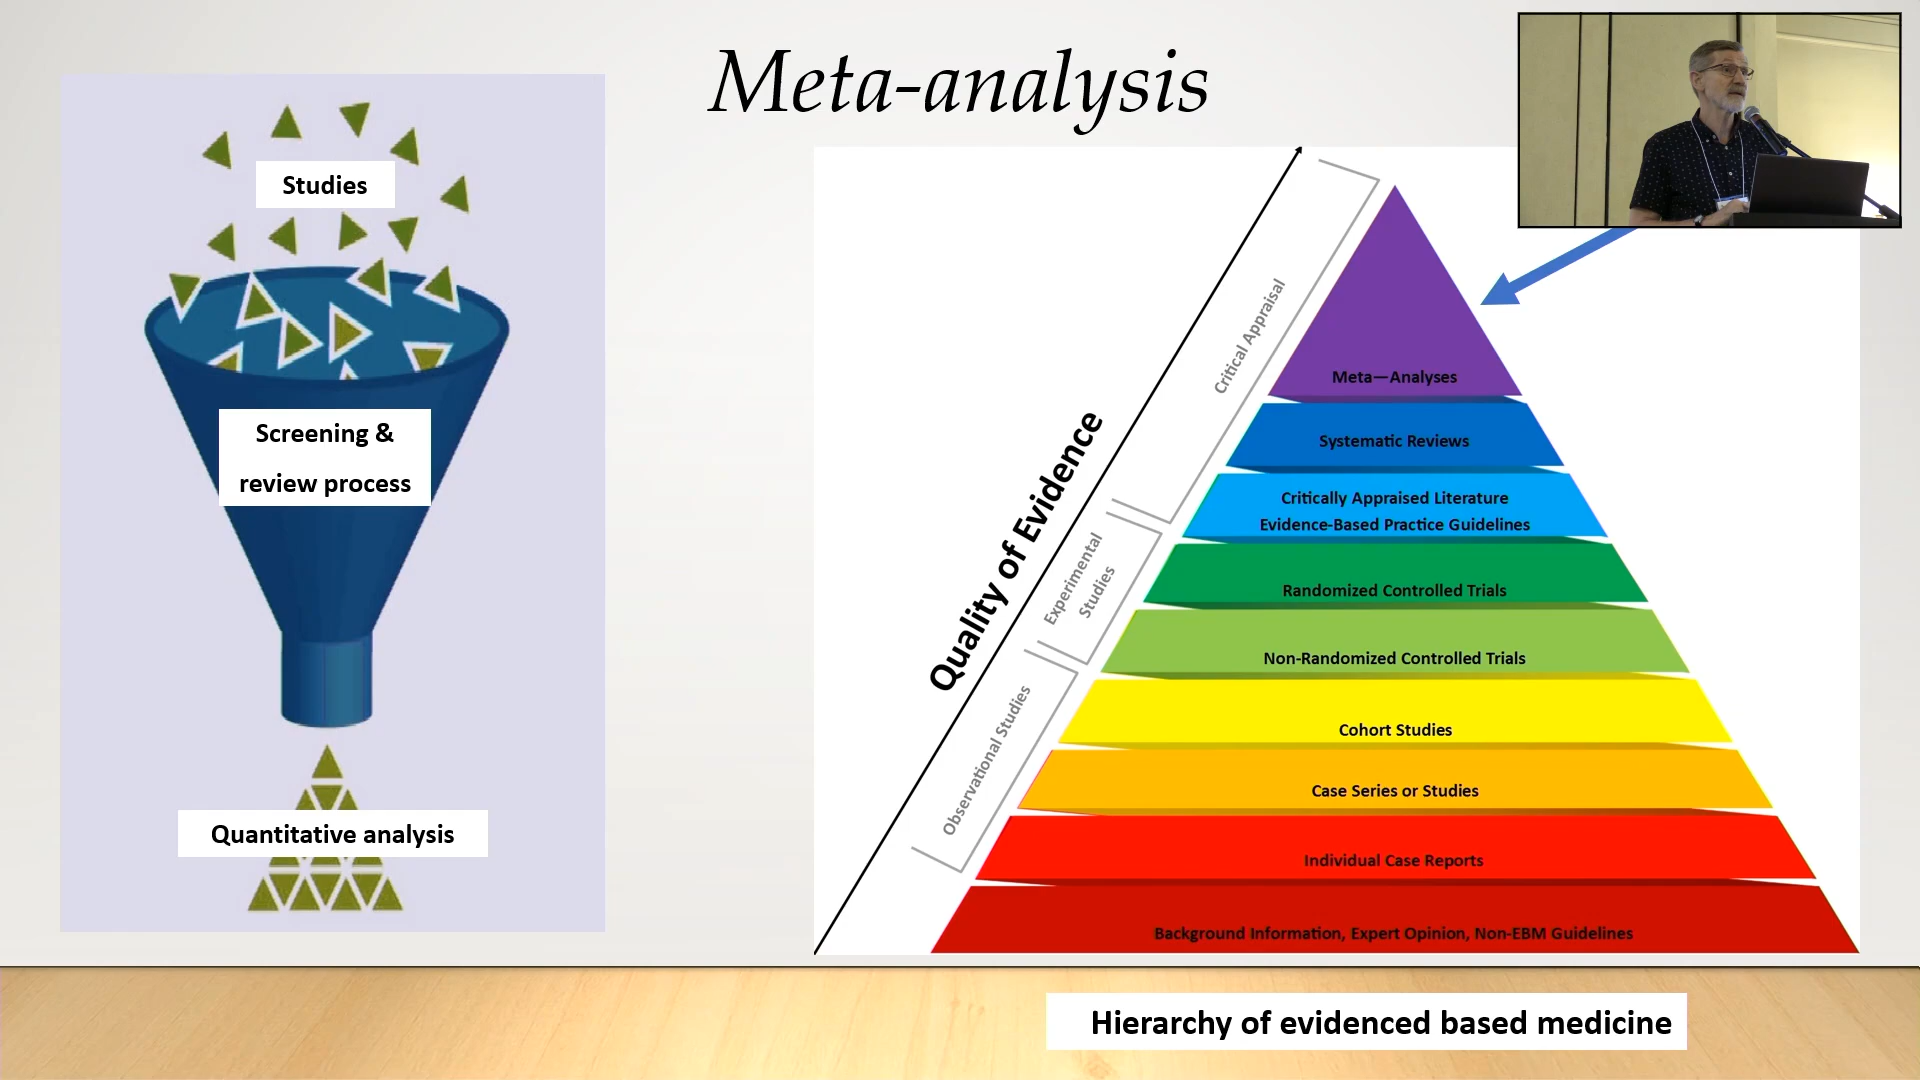 Meta-analysis
Studies
Screening &
review process
Quantitative analysis
Quality of Evidence
Critical Appraisal
Experimental
Studies
Observational Studies
Meta—Analyses
Systematic Reviews
Critically Appraised Literature
Evidence-Based Practice Guidelines
Randomized Controlled Trials
Non-Randomized Controlled Trials
Cohort Studies
Case Series or Studies
Individual Case Reports
Background Information, Expert Opinion, Non-EBM Guidelines
Hierarchy of evidenced based medicine